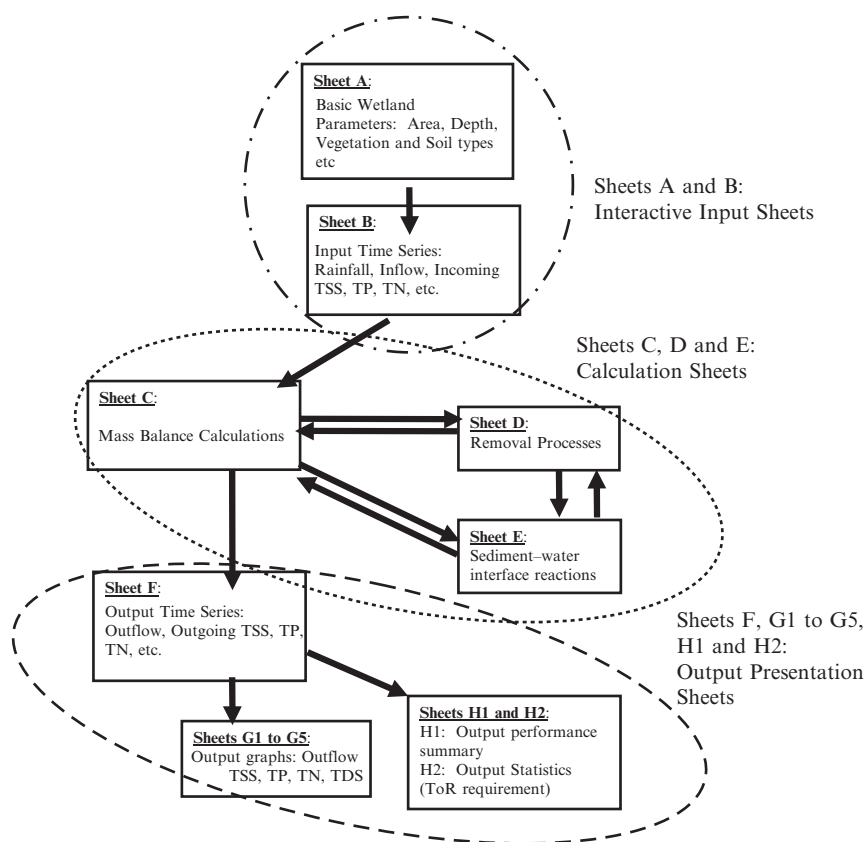 Sheet A:
Basic Wetland
Parameters: Area, Depth,
Vegetation and Soil types
etc
Sheets A and B:
Interactive Input Sheets
Sheet B:
Input Time Series:
Rainfall, Inflow, Incoming
TSS, TP, TN, etc.
Sheets C, D and E:
Calculation Sheets
Sheet C:
Mass Balance Calculations
Sheet D:
Removal Processes
Sheet E:
Sediment–water
interface reactions
Sheet F:
Output Time Series:
Outflow, Outgoing TSS, TP,
TN, etc.
Sheets F, G1 to G5,
H1 and H2:
Output Presentation
Sheets
Sheets G1 to G5:
Output graphs: Outflow
TSS, TP, TN, TDS
Sheets H1 and H2:
H1: Output performance
summary
H2: Output Statistics
(ToR requirement)